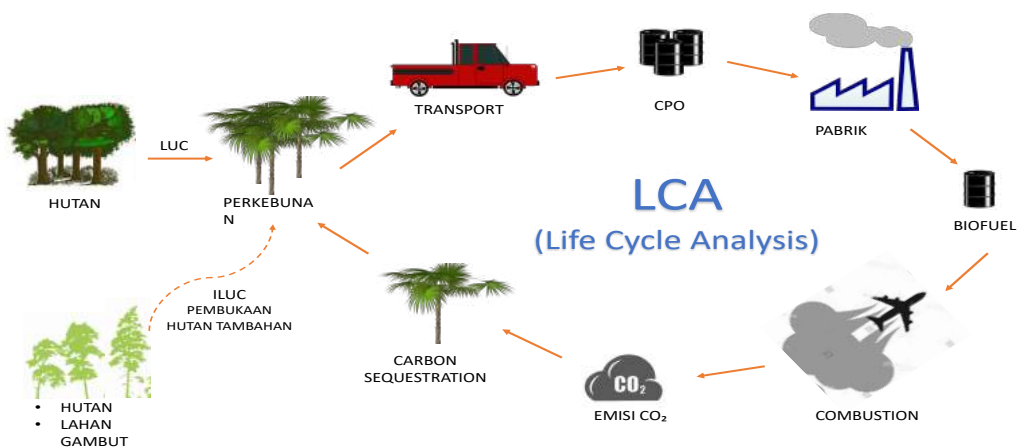 TRANSPORT
CPO
PABRIK
LUC
HUTAN
PERKEBUNA
N
LCA
(Life Cycle Analysis)
BIOFUEL
ILUC
PEMBUKAAN
HUTAN TAMBAHAN
CARBON
SEQUESTRATION
CO₂
EMISI CO₂
COMBUSTION
• HUTAN
• LAHAN
GAMBUT